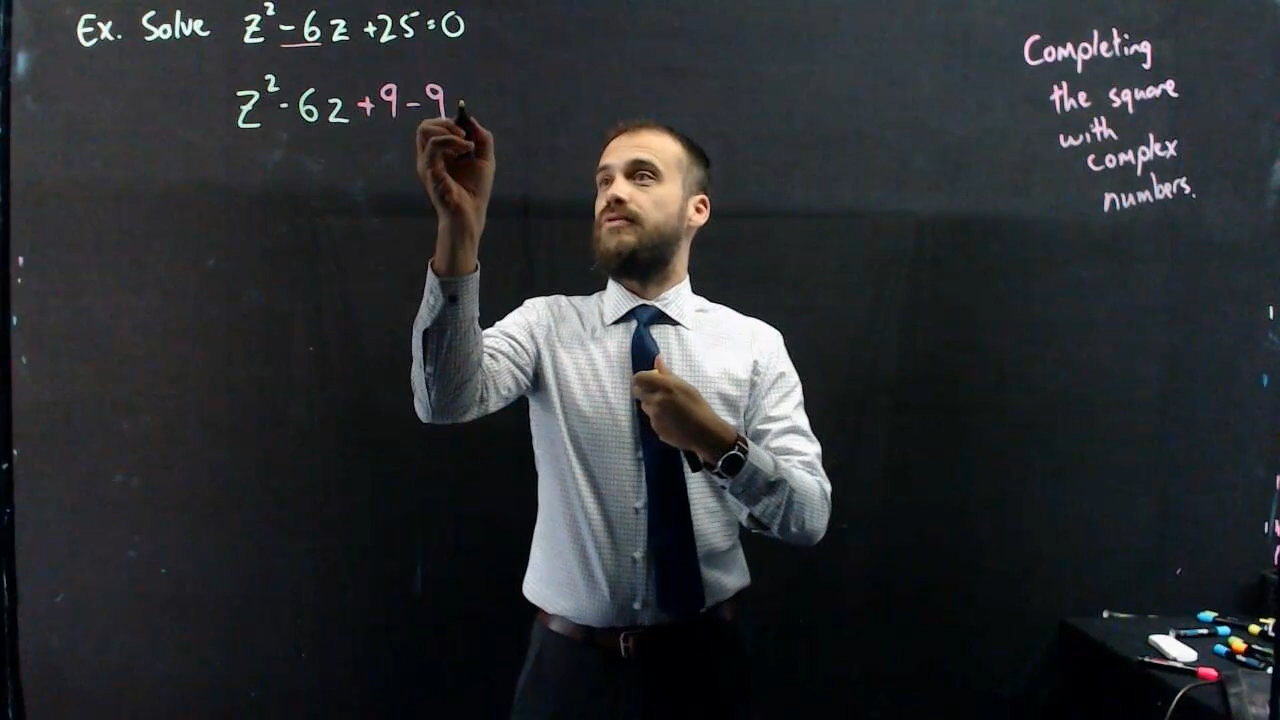 Ex. Solve z² - 6z + 25 = 0
z² - 6z + 9 - 9
Completing
the square
with
complex
numbers.